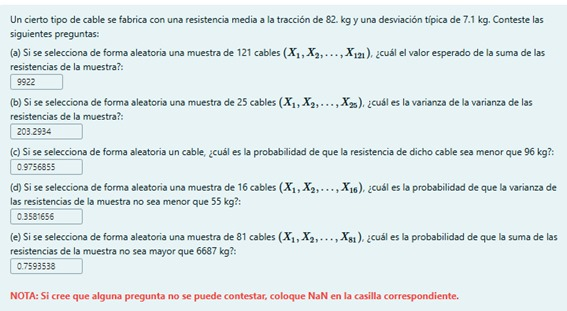 Un cierto tipo de cable se fabrica con una resistencia media a la tracción de 82. kg y una desviación típica de 7.1 kg. Conteste las
siguientes preguntas:
(a) Si se selecciona de forma aleatoria una muestra de 121 cables (X₁, X₂, . . . , X₁₂₁), ¿cuál el valor esperado de la suma de las
resistencias de la muestra?:
9922
(b) Si se selecciona de forma aleatoria una muestra de 25 cables (X₁, X₂, . . . , X₂₅), ¿cuál es la varianza de la varianza de las
resistencias de la muestra?:
203.2934
(c) Si se selecciona de forma aleatoria un cable, ¿cuál es la probabilidad de que la resistencia de dicho cable sea menor que 96 kg?:
0.9756855
(d) Si se selecciona de forma aleatoria una muestra de 16 cables (X₁, X₂, . . . , X₁₆), ¿cuál es la probabilidad de que la varianza de
las resistencias de la muestra no sea menor que 55 kg?:
0.3581656
(e) Si se selecciona de forma aleatoria una muestra de 81 cables (X₁, X₂, . . . , X₈₁), ¿cuál es la probabilidad de que la suma de las
resistencias de la muestra no sea mayor que 6687 kg?:
0.7593538
NOTA: Si cree que alguna pregunta no se puede contestar, coloque NaN en la casilla correspondiente.